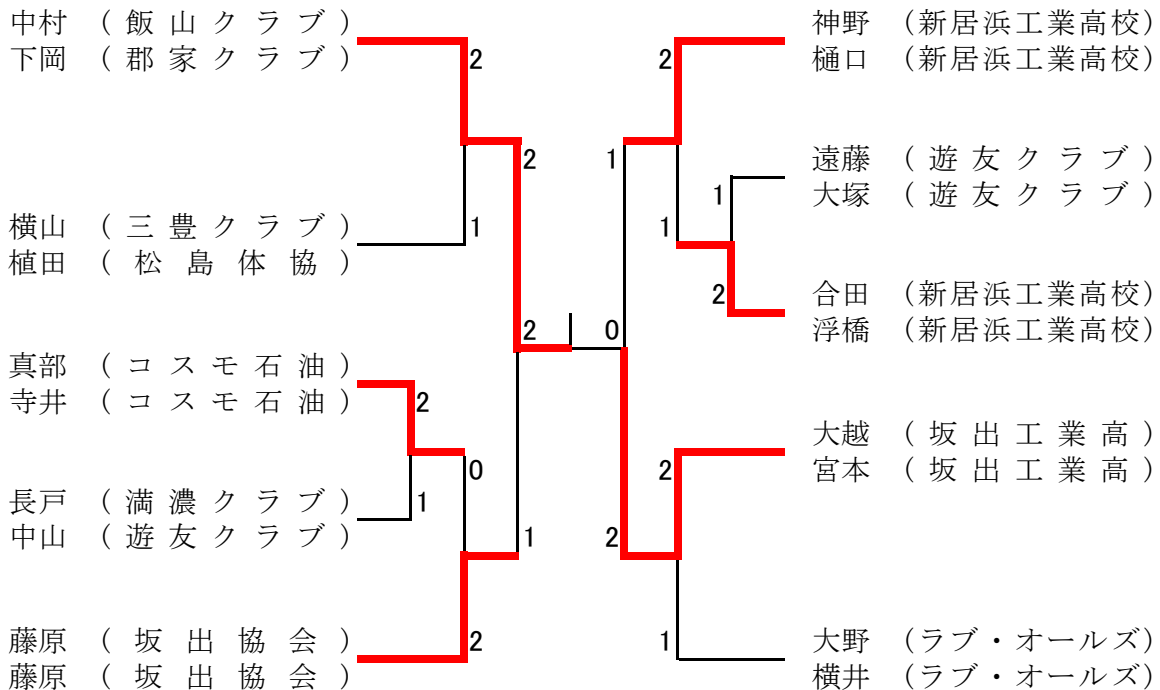 中村 (飯山クラブ)
下岡 (郡家クラブ)
2
2
1
横山 (三豊クラブ)
植田 (松島体協)
2
真部 (コスモ石油)
寺井 (コスモ石油)
2
0
長戸 (満濃クラブ)
中山 (遊友クラブ)
1
1
藤原 (坂出協会)
藤原 (坂出協会)
2
神野 (新居浜工業高校)
樋口 (新居浜工業高校)
2
1
遠藤 (遊友クラブ)
大塚 (遊友クラブ)
1
1
合田 (新居浜工業高校)
浮橋 (新居浜工業高校)
2
0
大越 (坂出工業高)
宮本 (坂出工業高)
2
2
大野 (ラブ・オールズ)
横井 (ラブ・オールズ)
1